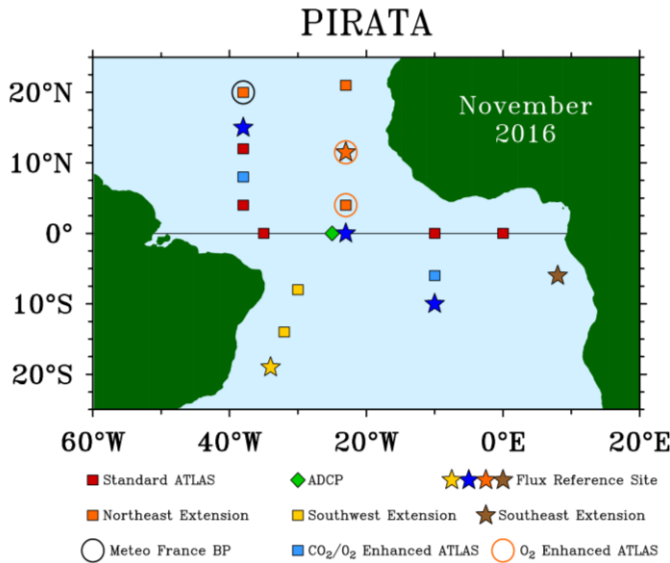 PIRATA
November
2016
20°N
10°N
0°
10°S
20°S
60°W 40°W 20°W 0°E 20°E
Standard ATLAS ADCP Flux Reference Site
Northeast Extension Southwest Extension Southeast Extension
Meteo France BP CO₂/O₂ Enhanced ATLAS O₂ Enhanced ATLAS